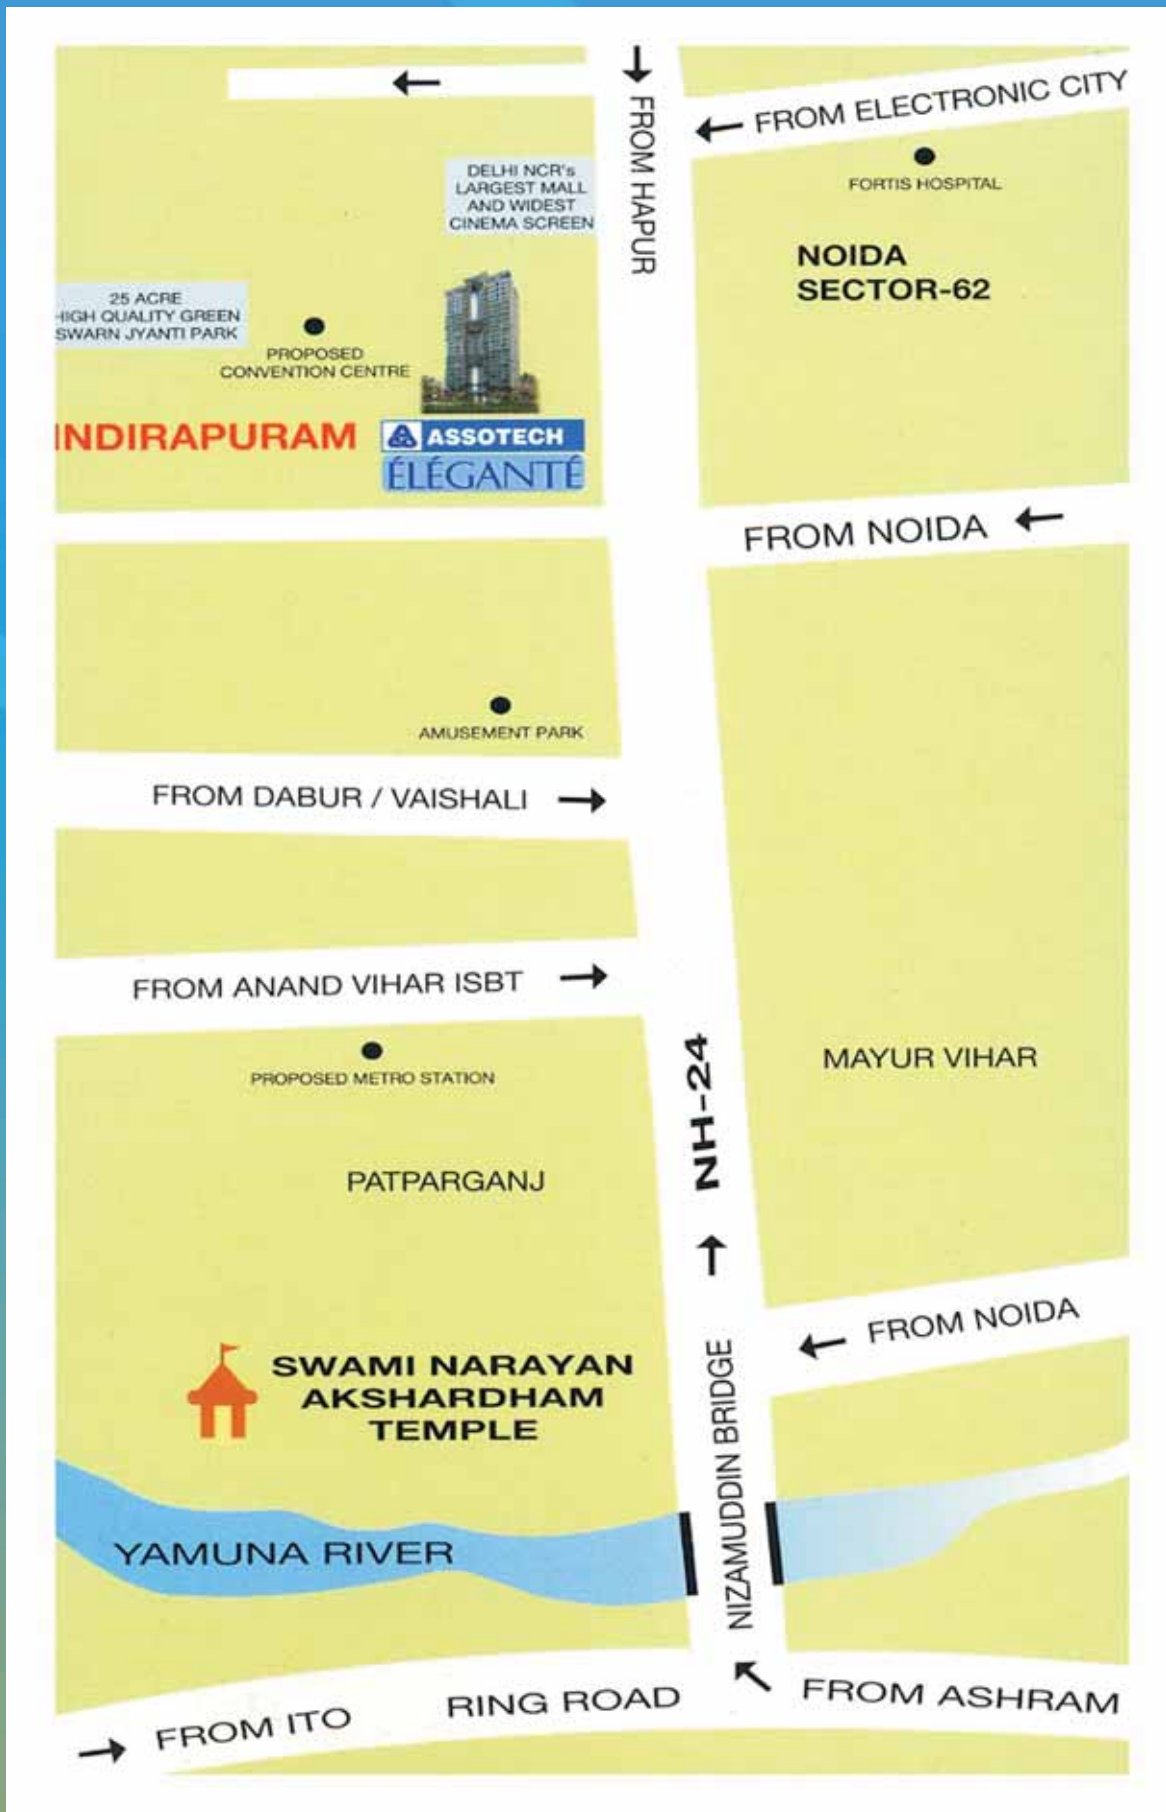 FROM HAPUR
FROM ELECTRONIC CITY
FORTIS HOSPITAL
DELHI NCR's
LARGEST MALL
AND WIDEST
CINEMA SCREEN
NOIDA
SECTOR-62
25 ACRE
HIGH QUALITY GREEN
SWARN JYANTI PARK
PROPOSED
CONVENTION CENTRE
INDIRAPURAM
ASSOTECH
ÉLÉGANTÉ
FROM NOIDA
AMUSEMENT PARK
FROM DABUR / VAISHALI
FROM ANAND VIHAR ISBT
NH-24
MAYUR VIHAR
PROPOSED METRO STATION
PATPARGANJ
FROM NOIDA
SWAMI NARAYAN
AKSHARDHAM
TEMPLE
NIZAMUDDIN BRIDGE
YAMUNA RIVER
FROM ITO
RING ROAD
FROM ASHRAM